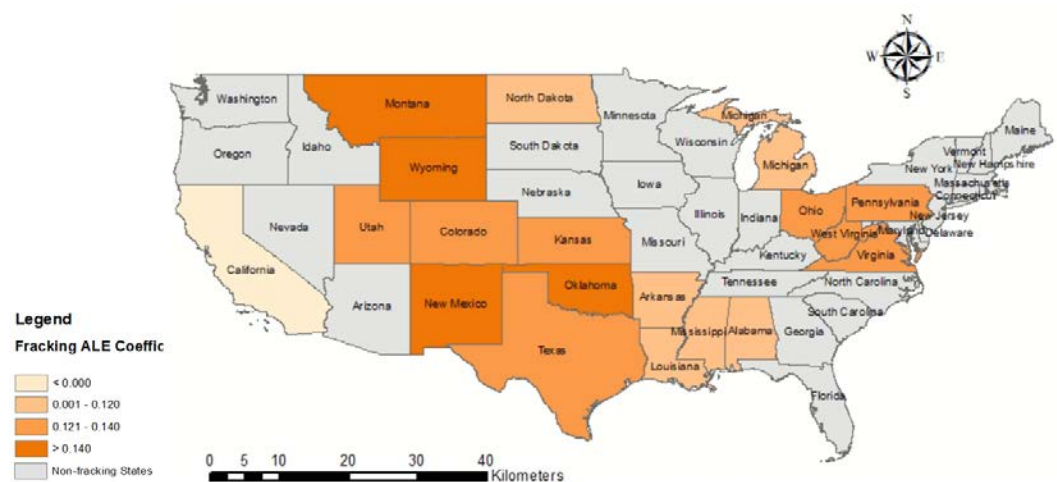 N
W E
S
Washington
Montana
North Dakota
Minnesota
Michigan
Maine
Oregon
Idaho
South Dakota
Wisconsin
Vermont
New Hampshire
Wyoming
Michigan
New York
Massachusetts
Connecticut
Nebraska
Iowa
Pennsylvania
Nevada
Utah
Colorado
Kansas
Illinois
Indiana
Ohio
New Jersey
Maryland
Delaware
West Virginia
Virginia
Missouri
Kentucky
California
Arizona
New Mexico
Oklahoma
Arkansas
Tennessee
North Carolina
South Carolina
Texas
Mississippi
Alabama
Georgia
Louisiana
Florida
Legend
Fracking ALE Coeffic
< 0.000
0.001 - 0.120
0.121 - 0.140
> 0.140
Non-fracking States
0 5 10 20 30 40
Kilometers